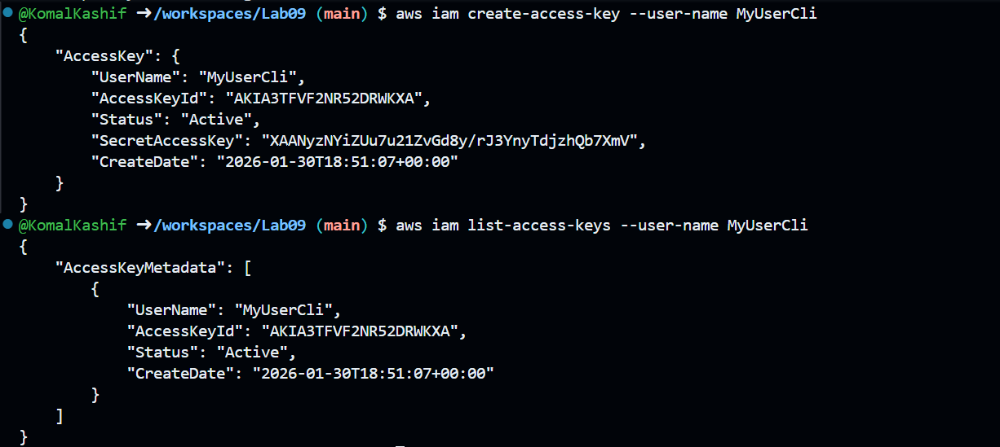 @KomalKashif ➜/workspaces/Lab09 (main) $ aws iam create-access-key --user-name MyUserCli
{
    "AccessKey": {
        "UserName": "MyUserCli",
        "AccessKeyId": "AKIA3TFVF2NR52DRWKXA",
        "Status": "Active",
        "SecretAccessKey": "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",
        "CreateDate": "2026-01-30T18:51:07+00:00"
    }
}
@KomalKashif ➜/workspaces/Lab09 (main) $ aws iam list-access-keys --user-name MyUserCli
{
    "AccessKeyMetadata": [
        {
            "UserName": "MyUserCli",
            "AccessKeyId": "AKIA3TFVF2NR52DRWKXA",
            "Status": "Active",
            "CreateDate": "2026-01-30T18:51:07+00:00"
        }
    ]
}